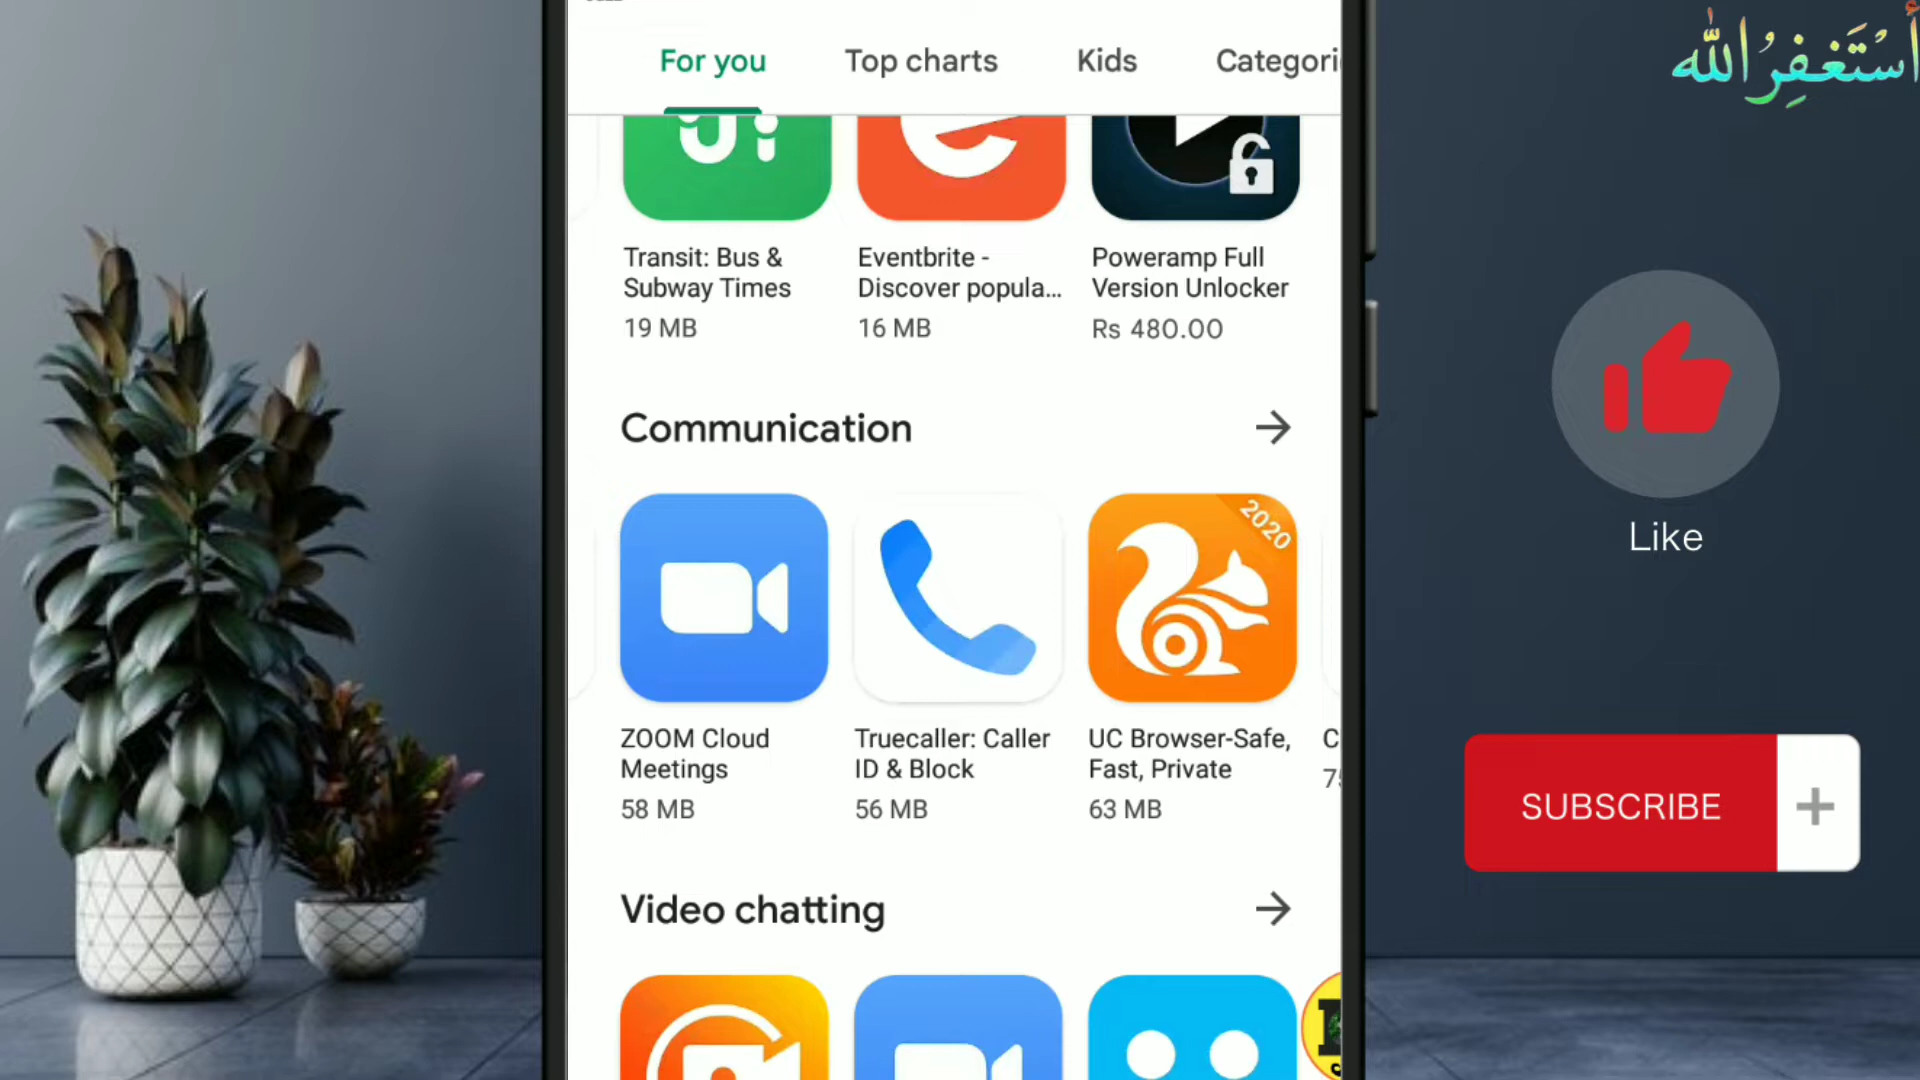 أَسْتَغْفِرُ اللّٰه
For you
Top charts
Kids
Transit: Bus &
Subway Times
19 MB
Eventbrite -
Discover popula...
16 MB
Poweramp Full
Version Unlocker
Rs 480.00
Communication
2020
ZOOM Cloud
Meetings
58 MB
Truecaller: Caller
ID & Block
56 MB
UC Browser-Safe,
Fast, Private
63 MB
Video chatting
Like
SUBSCRIBE